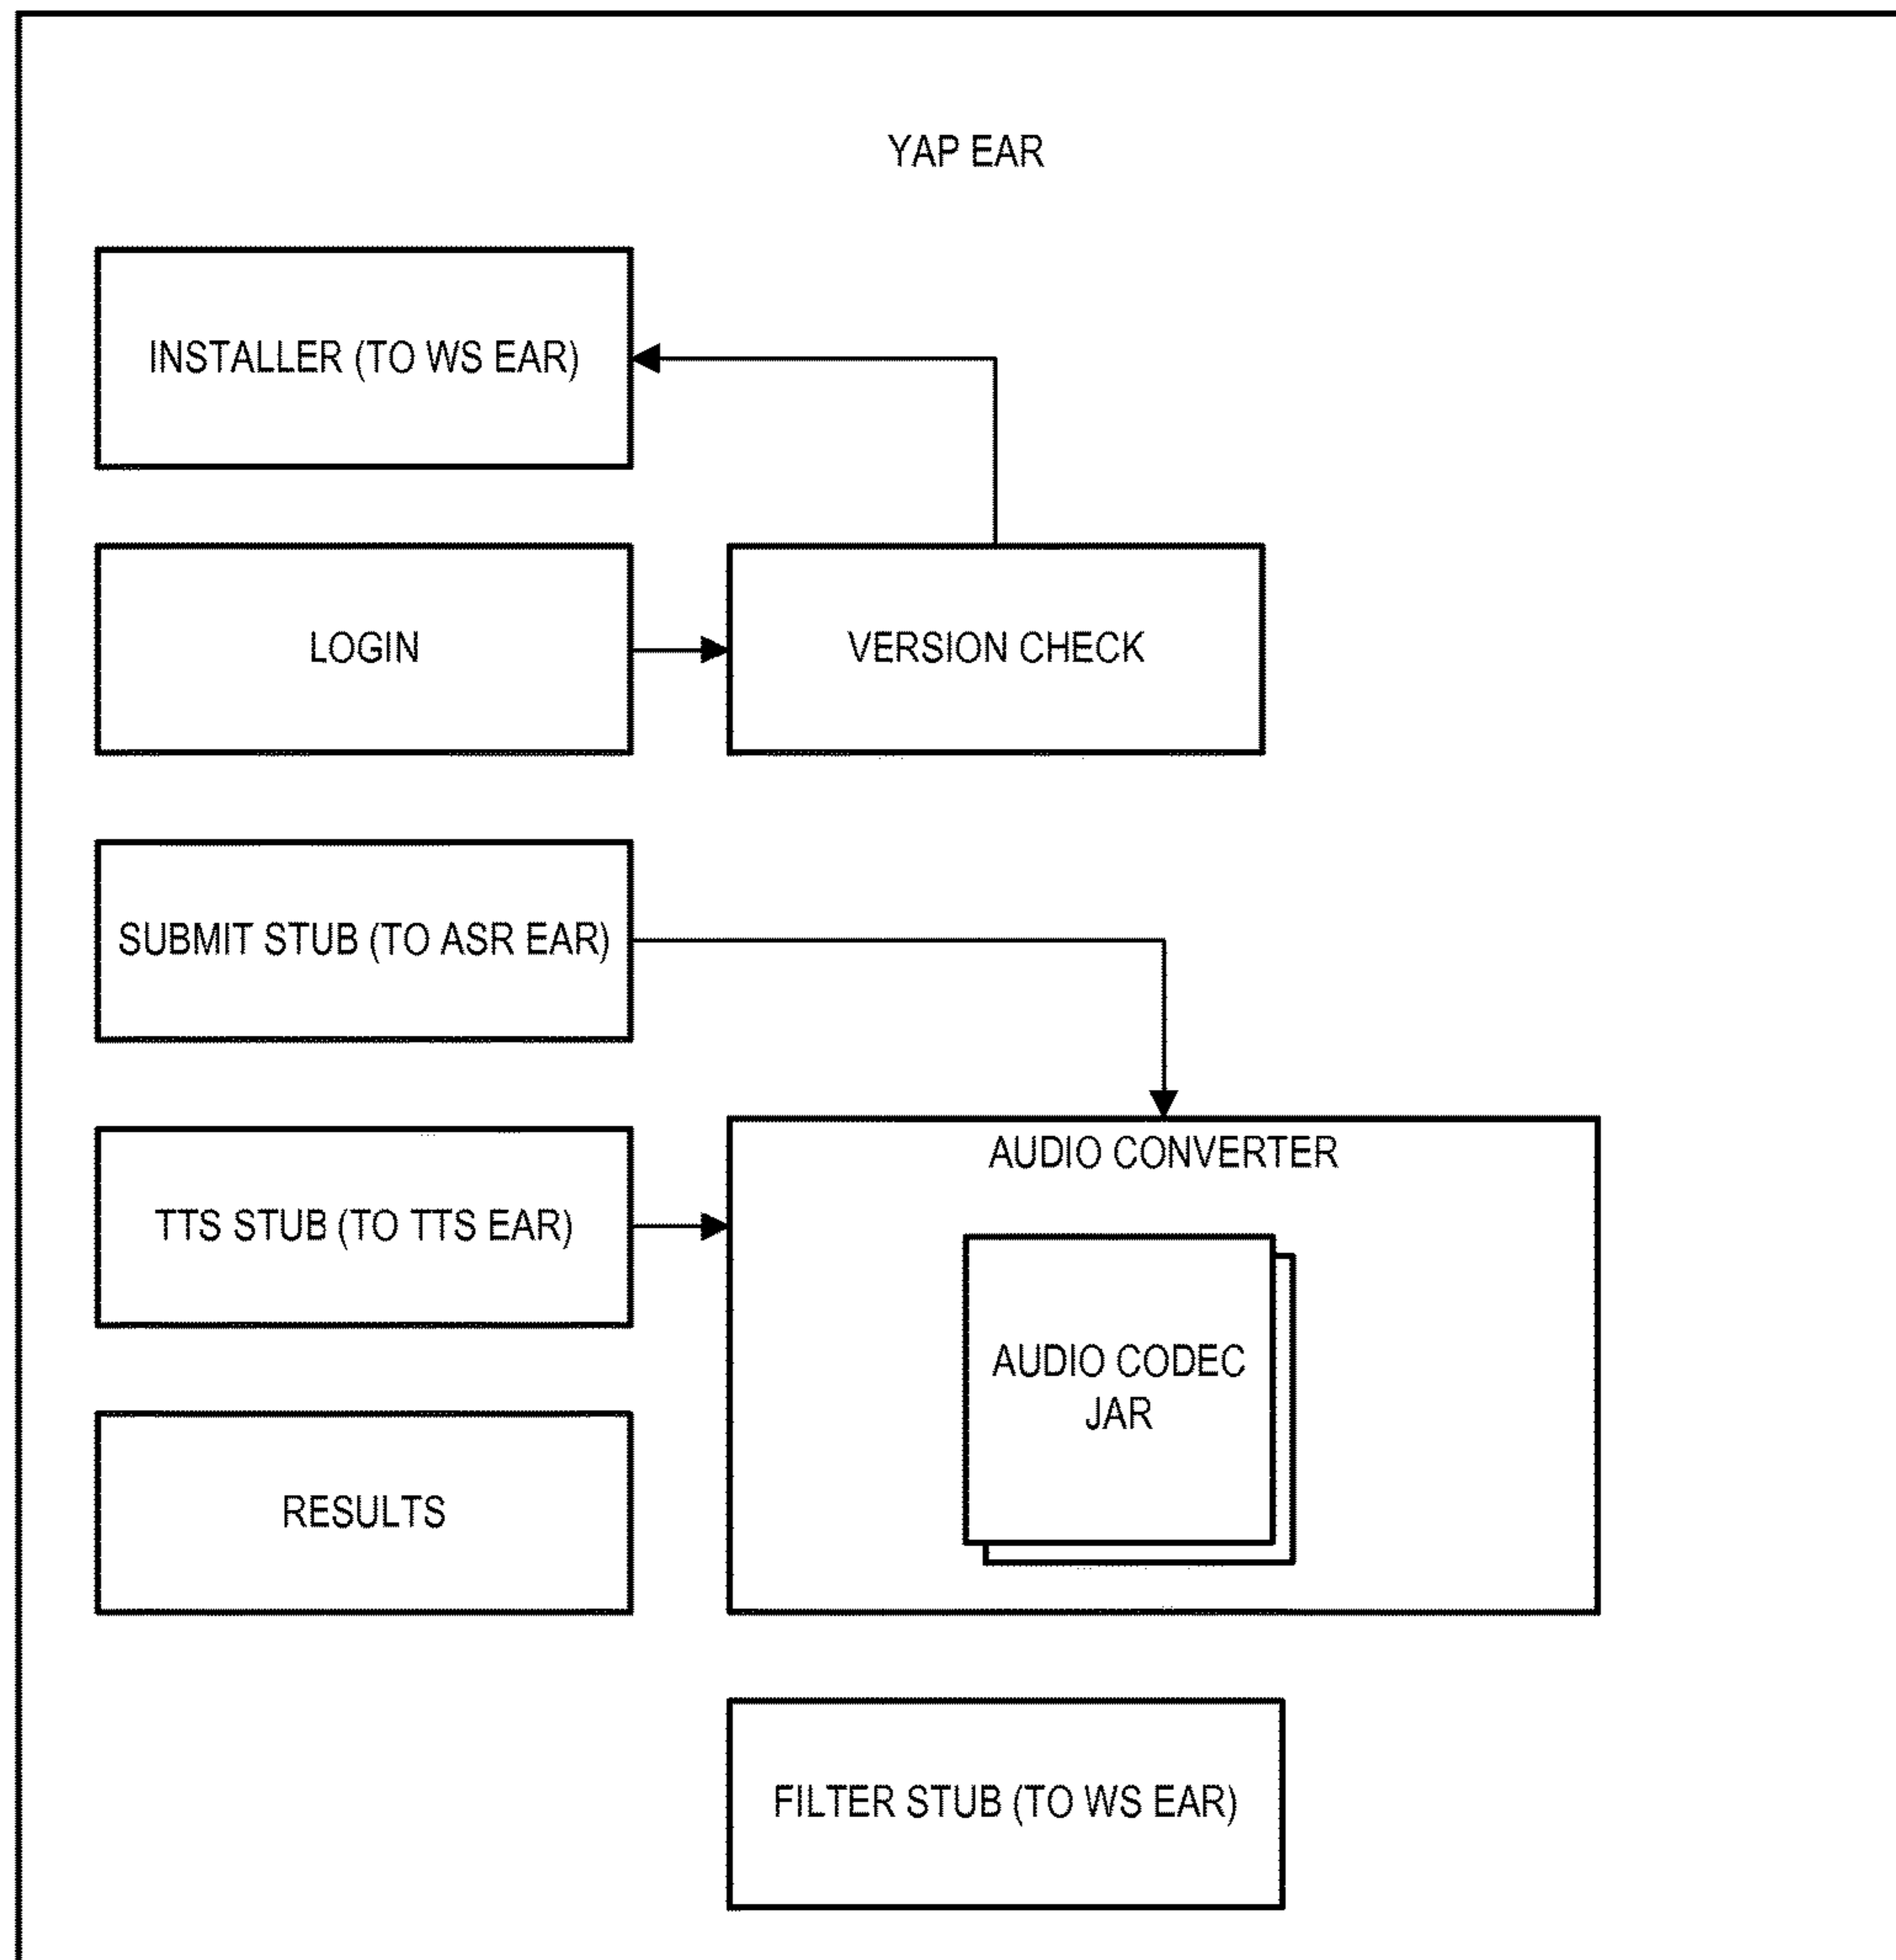 YAP EAR
INSTALLER (TO WS EAR)
LOGIN
VERSION CHECK
SUBMIT STUB (TO ASR EAR)
AUDIO CONVERTER
TTS STUB (TO TTS EAR)
AUDIO CODEC
JAR
RESULTS
FILTER STUB (TO WS EAR)